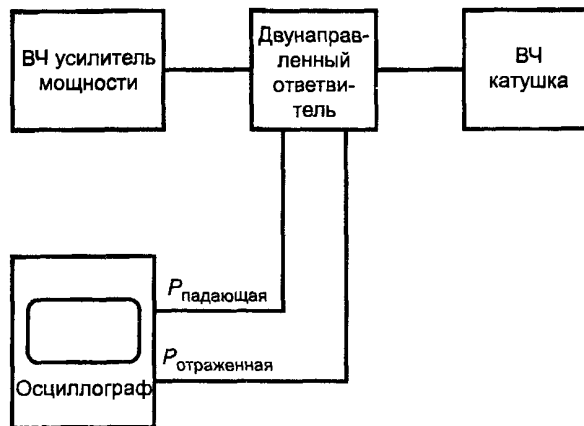 ВЧ усилитель
мощности
Двунаправ-
ленный
ответви-
тель
ВЧ
катушка
Pпадающая
Pотраженная
Осциллограф